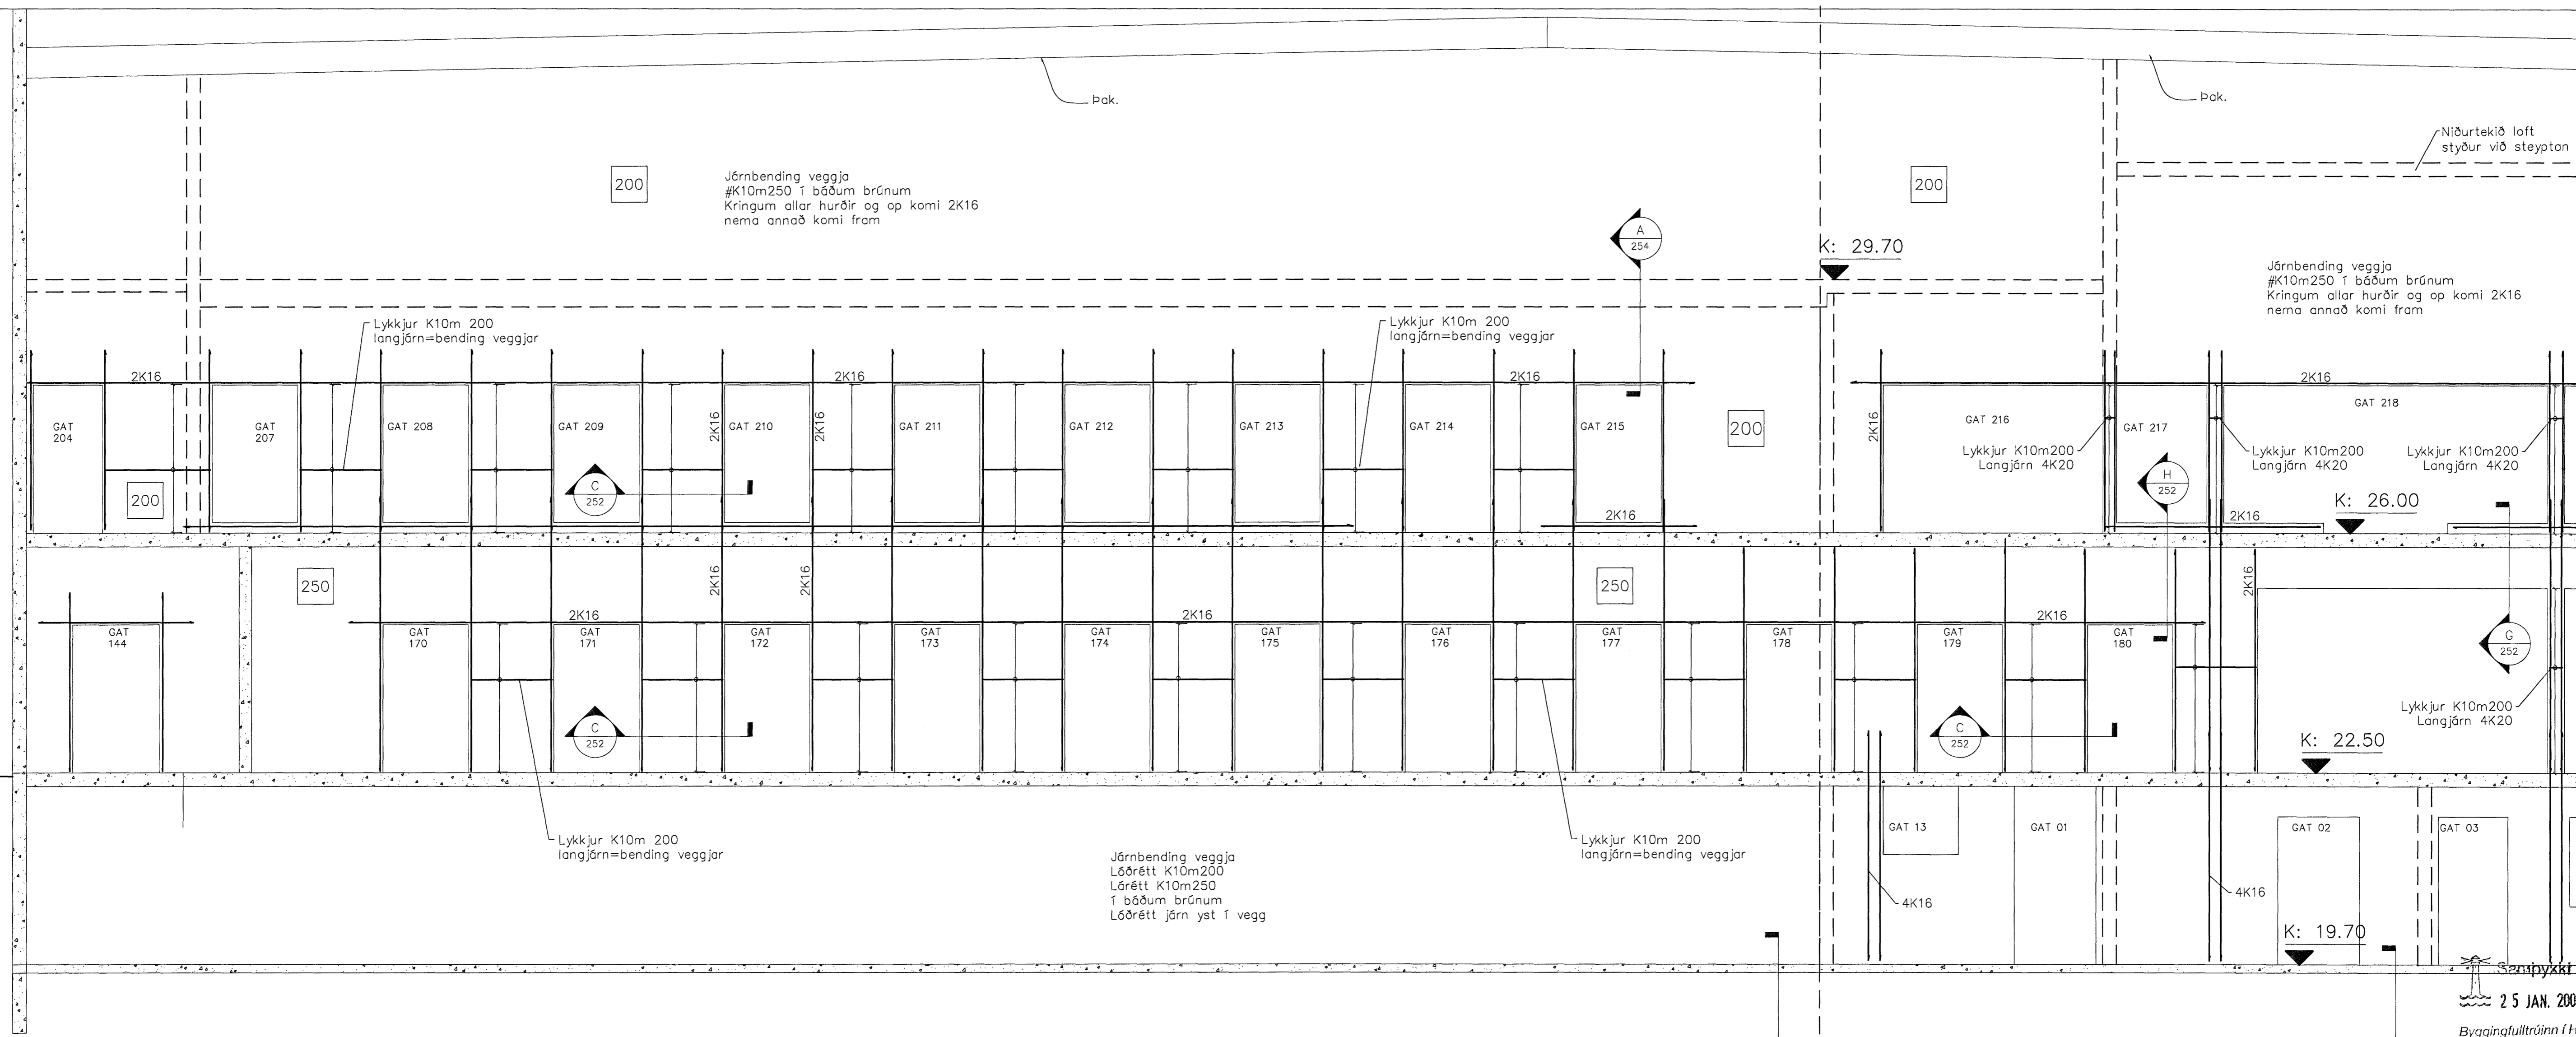 Þak.
Þak.
Niðurtekið loft
styður við steyptan
200
Járnbending veggja
#K10m250 í báðum brúnum
Kringum allar hurðir og op komi 2K16
nema annað komi fram
200
A
254
K: 29.70
Járnbending veggja
#K10m250 í báðum brúnum
Kringum allar hurðir og op komi 2K16
nema annað komi fram
Lykkjur K10m 200
langjárn=bending veggjar
Lykkjur K10m 200
langjárn=bending veggjar
2K16
2K16
2K16
2K16
GAT
204
GAT
207
GAT 208
GAT 209
2K16
GAT 210
2K16
GAT 211
GAT 212
GAT 213
GAT 214
GAT 215
200
2K16
GAT 216
GAT 217
GAT 218
Lykkjur K10m200
Langjárn 4K20
Lykkjur K10m200
Langjárn 4K20
Lykkjur K10m200
Langjárn 4K20
200
C
252
H
252
K: 26.00
2K16
2K16
250
2K16
2K16
250
2K16
2K16
2K16
2K16
GAT
144
GAT
170
GAT
171
GAT
172
GAT
173
GAT
174
GAT
175
GAT
176
GAT
177
GAT
178
GAT
179
GAT
180
G
252
C
252
C
252
Lykkjur K10m200
Langjárn 4K20
K: 22.50
Lykkjur K10m 200
langjárn=bending veggjar
Lykkjur K10m 200
langjárn=bending veggjar
Járnbending veggja
Lóðrétt K10m200
Lárétt K10m250
í báðum brúnum
Lóðrétt járn yst í vegg
GAT 13
GAT 01
GAT 02
GAT 03
4K16
4K16
K: 19.70
Samþykkt
25 JAN. 200
Byggingfulltrúinn í H